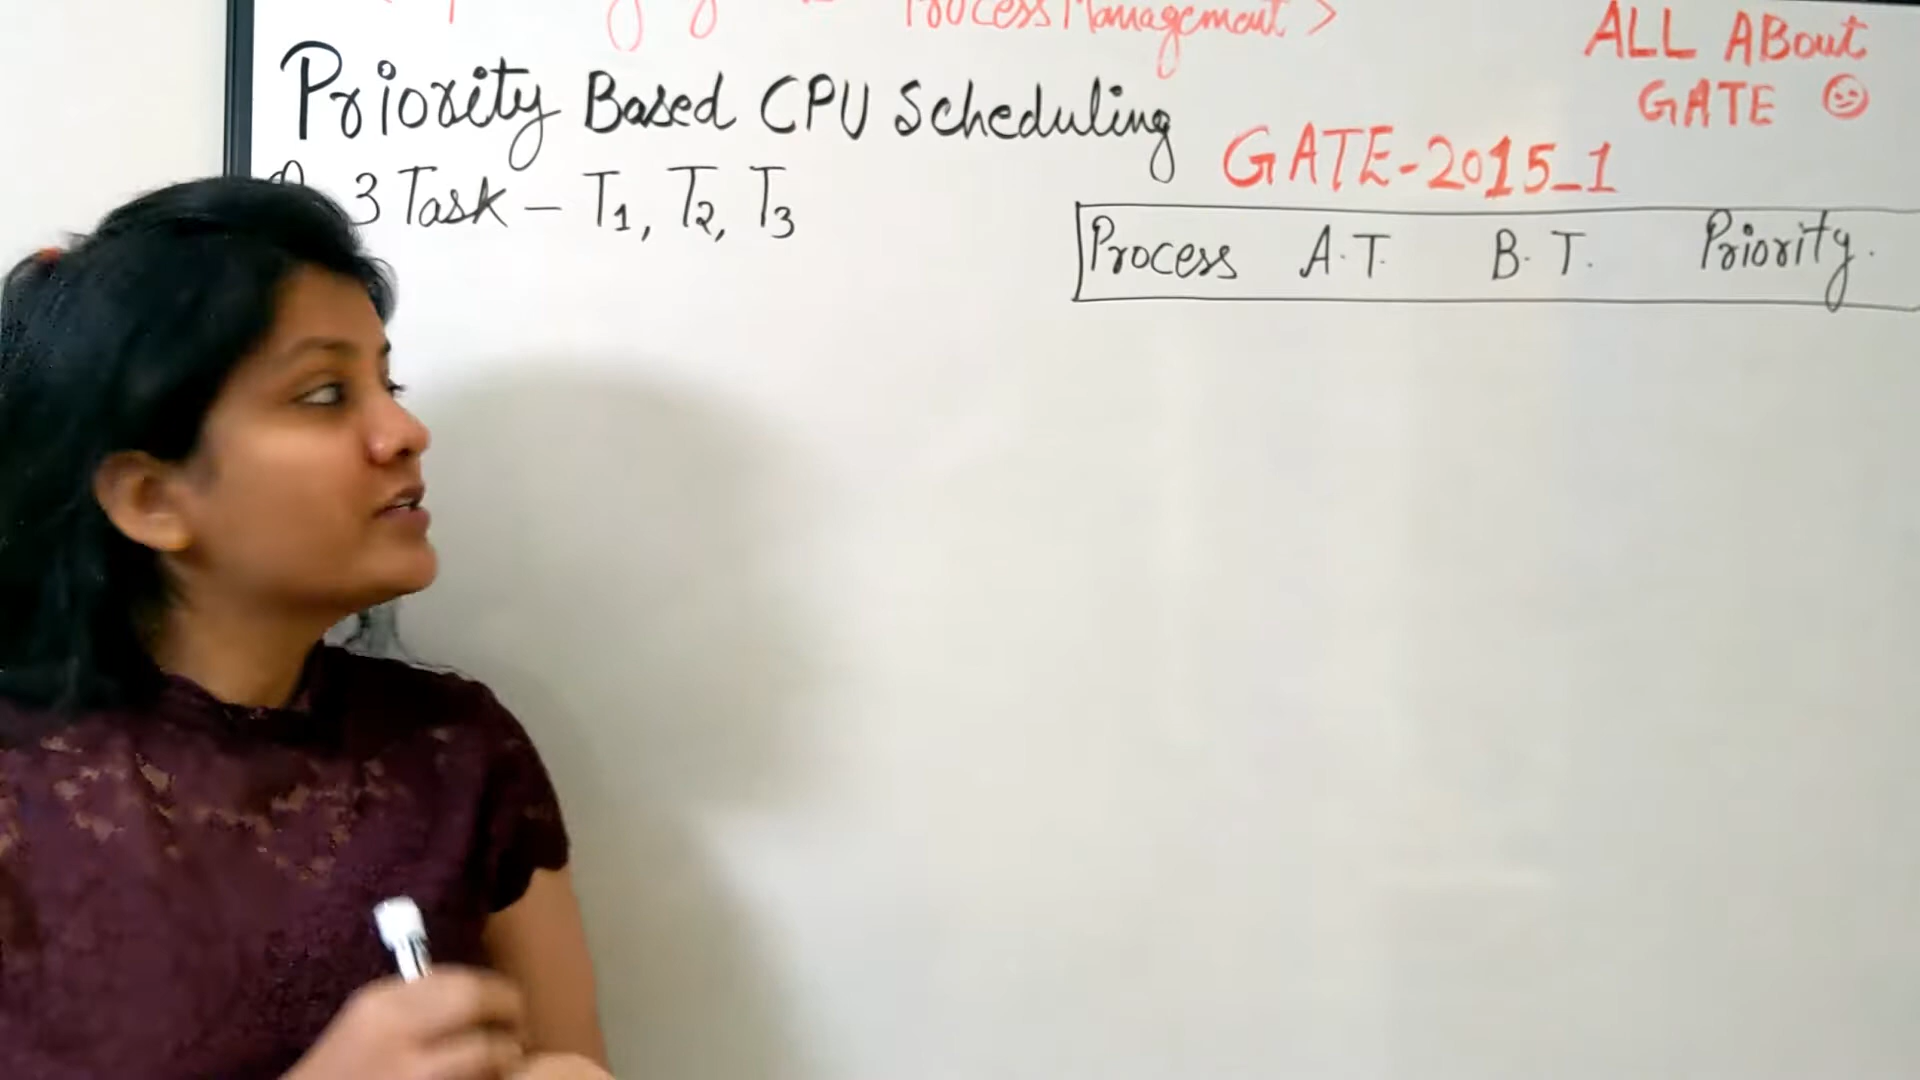 Process Management >
ALL ABout
GATE
Priority Based CPU Scheduling
GATE-2015_1
3 Task – T1, T2, T3
Process A.T. B.T. Priority.